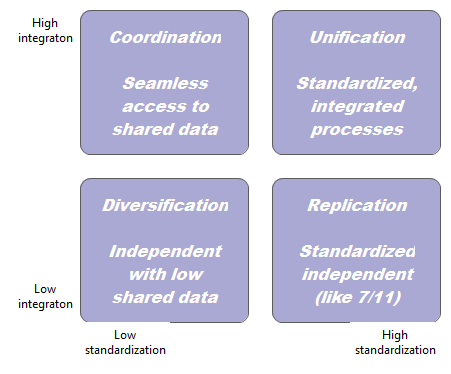 High
integraton
Coordination
Seamless
access to
shared data
Unification
Standardized,
integrated
processes
Low
integraton
Diversification
Independent
with low
shared data
Replication
Standardized
independent
(like 7/11)
Low
standardization
High
standardization